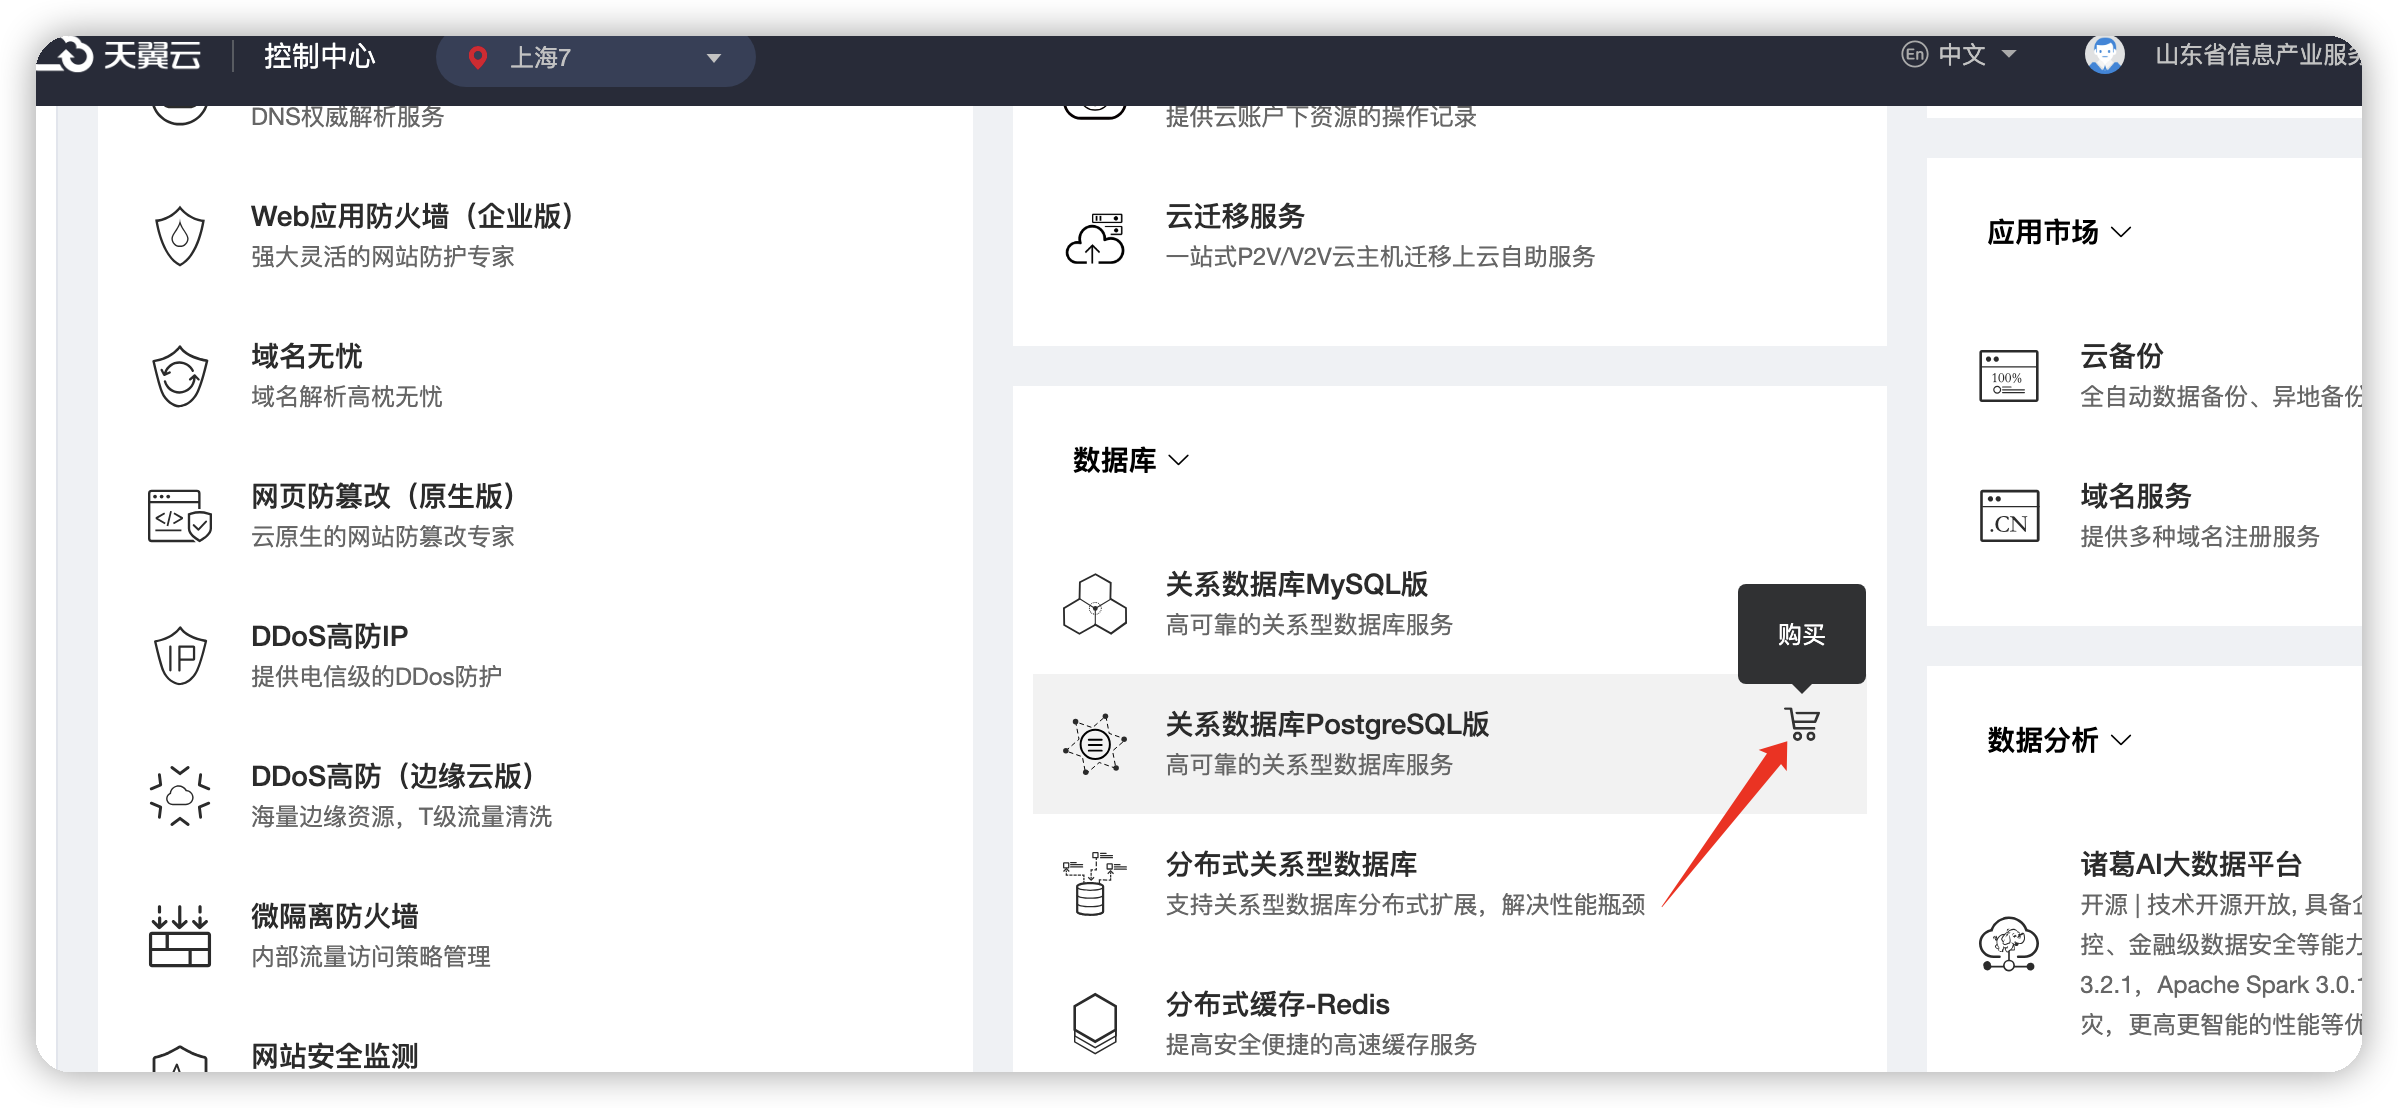 天翼云
控制中心
上海7
En 中文
山东省信息产业服务
DNS权威解析服务
Web应用防火墙（企业版）
强大灵活的网站防护专家
域名无忧
域名解析高枕无忧
网页防篡改（原生版）
云原生的网站防篡改专家
DDoS高防IP
提供电信级的DDos防护
DDoS高防（边缘云版）
海量边缘资源，T级流量清洗
微隔离防火墙
内部流量访问策略管理
网站安全监测
提供云账户下资源的操作记录
云迁移服务
一站式P2V/V2V云主机迁移上云自助服务
数据库
关系数据库MySQL版
高可靠的关系型数据库服务
购买
关系数据库PostgreSQL版
高可靠的关系型数据库服务
分布式关系型数据库
支持关系型数据库分布式扩展，解决性能瓶颈
分布式缓存-Redis
提高安全便捷的高速缓存服务
应用市场
100%
云备份
全自动数据备份、异地备份
.CN
域名服务
提供多种域名注册服务
数据分析
诸葛AI大数据平台
开源 | 技术开源开放, 具备企
控、金融级数据安全等能力
3.2.1，Apache Spark 3.0.1
灾，更高更智能的性能等优